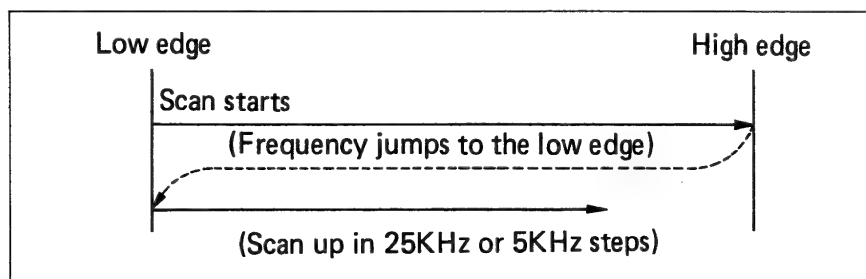 Low edge High edge
Scan starts
(Frequency jumps to the low edge)
(Scan up in 25KHz or 5KHz steps)